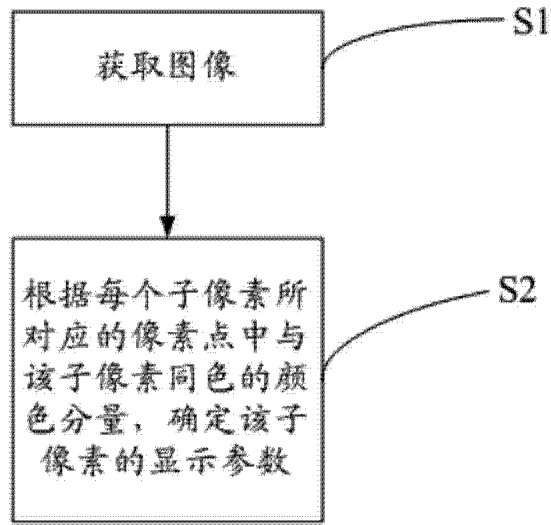 获取图像
S1
根据每个子像素所
对应的像素点中与
该子像素同色的颜
色分量，确定该子
像素的显示参数
S2